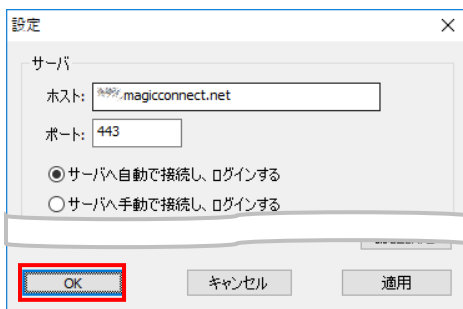 設定
サーバ
ホスト: .magicconnect.net
ポート: 443
サーバへ自動で接続し、ログインする
サーバへ手動で接続し、ログインする
OK キャンセル 適用